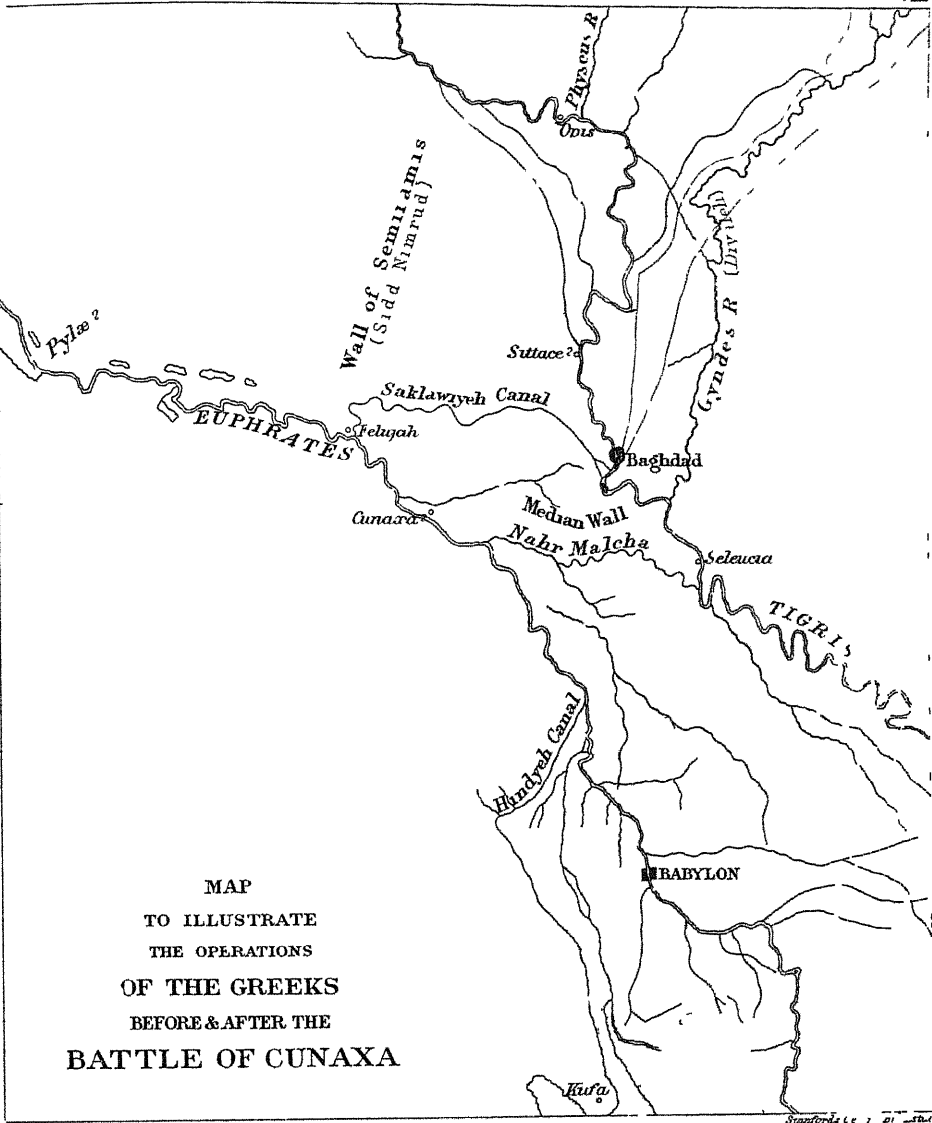 Physcus R
Opis
Wall of Semiramis
(Sidd Nimrud)
Gyndes R
Pylæ?
Sittace?
Saklawiyeh Canal
EUPHRATES
Felujah
Baghdad
Cunaxa?
Median Wall
Nahr Malcha
Seleucia
TIGRIS
Hindyeh Canal
BABYLON
MAP
TO ILLUSTRATE
THE OPERATIONS
OF THE GREEKS
BEFORE & AFTER THE
BATTLE OF CUNAXA
Kufa